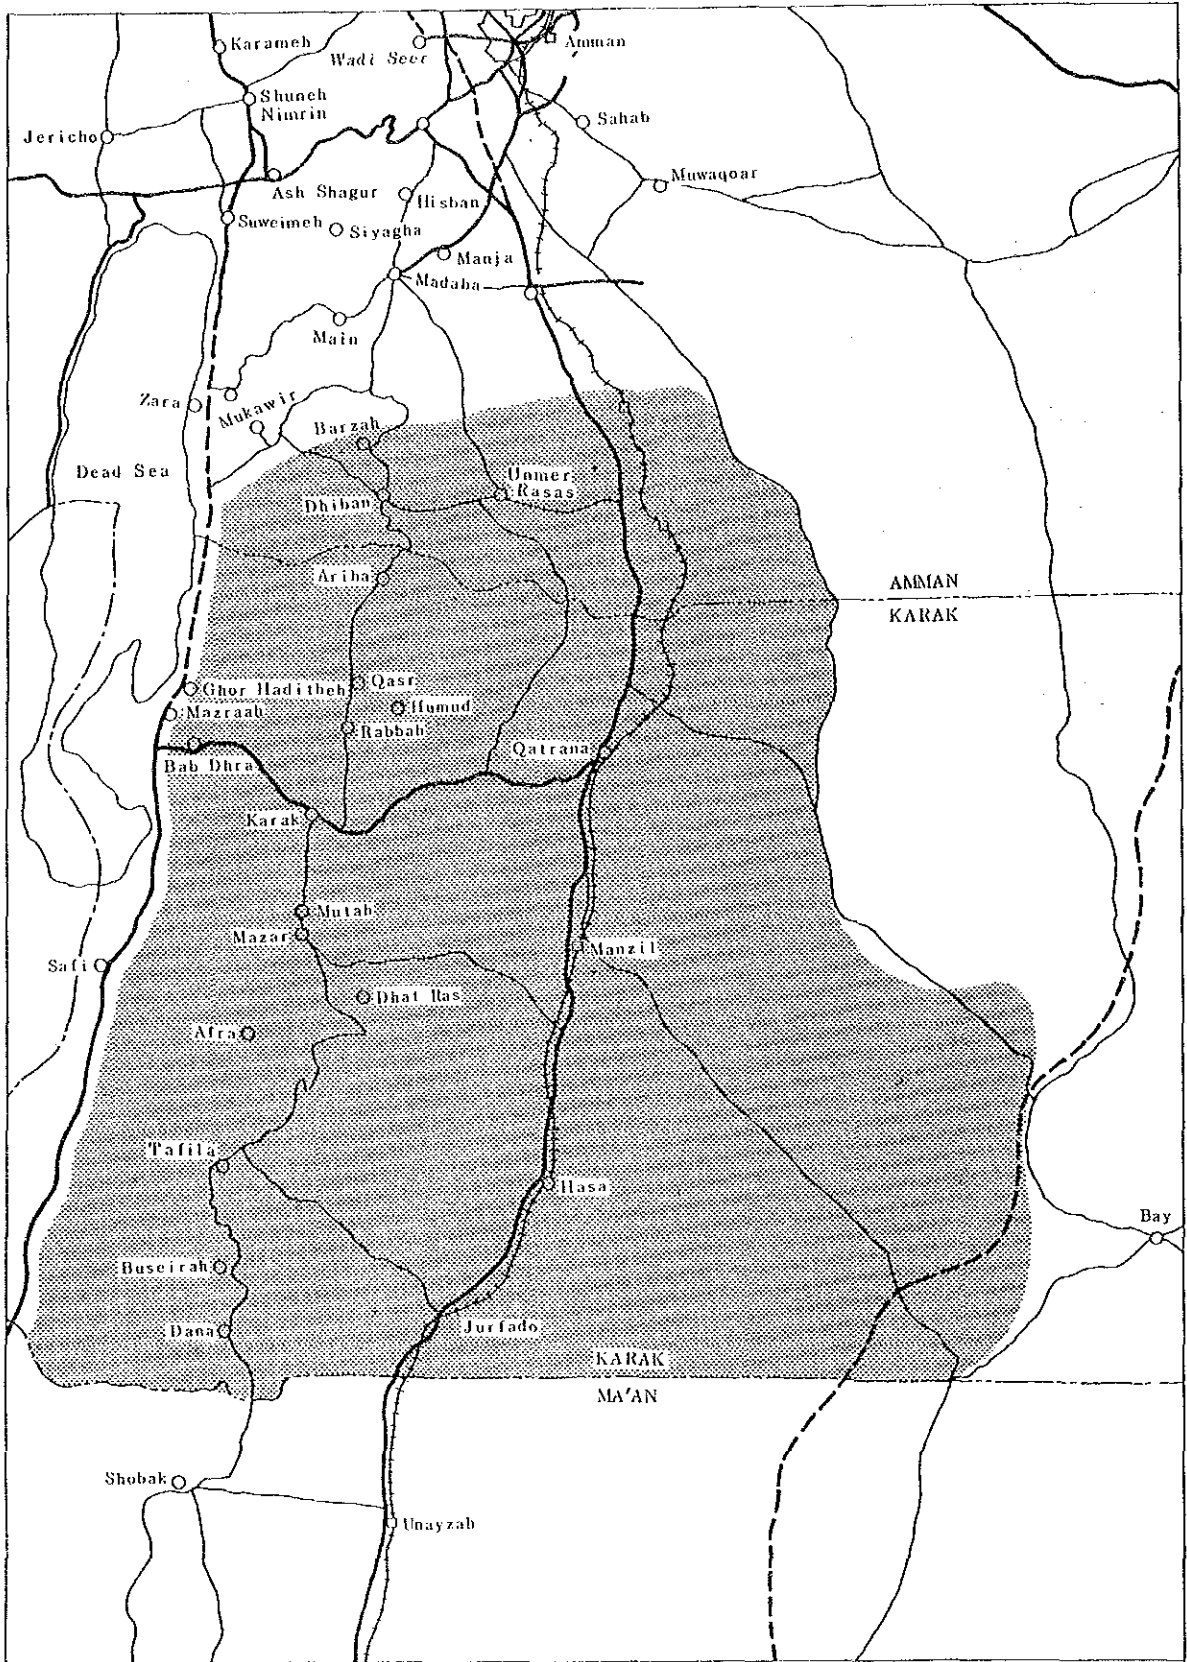 Karameh
Wadi Seer
Amman
Shuneh
Nimrin
Sahab
Jericho
Muwaqoar
Ash Shagur
Hisban
Suweimeh
Siyagha
Manja
Madaba
Main
Zara
Mukawir
Barzah
Dead Sea
Unmer
Rasas
Dhiban
Ariha
AMMAN
KARAK
Ghor Haditheh
Qasr
Mazraah
Humud
Rabbah
Qatrana
Bab Dhra
Karak
Mutah
Mazar
Manzil
Safi
Dhat Ras
Afra
Tafila
Hasa
Bay
Buseirah
Dana
Jurfado
KARAK
MA'AN
Shobak
Unayzab